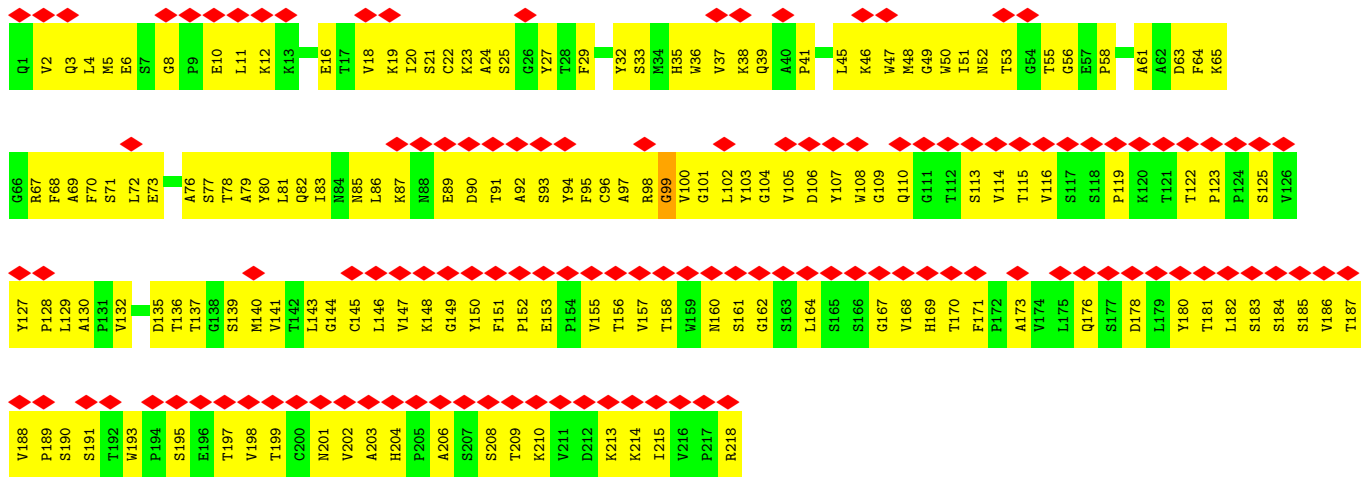 Q1 V2 Q3 L4 M5 E6 S7 G8 P9 E10 L11 K12 K13 E16 T17 V18 K19 I20 S21 C22 K23 A24 S25 G26 Y27 T28 F29 Y32 S33 M34 H35 W36 V37 K38 Q39 A40 P41 L45 K46 W47 M48 G49 W50 I51 N52 T53 G54 T55 G56 E57 P58 A61 A62 D63 F64 K65
G66 R67 F68 A69 F70 S71 L72 E73 A76 S77 T78 A79 Y80 L81 Q82 I83 N84 N85 L86 K87 N88 E89 D90 T91 A92 S93 Y94 F95 C96 A97 R98 G99 V100 G101 L102 Y103 G104 V105 D106 Y107 W108 G109 Q110 G111 T112 S113 V114 T115 V116 S117 S118 P119 K120 T121 T122 P123 P124 S125 V126
Y127 P128 L129 A130 P131 V132 D135 T136 T137 G138 S139 M140 V141 T142 L143 G144 C145 L146 V147 K148 G149 Y150 F151 P152 E153 P154 V155 T156 V157 T158 W159 N160 S161 G162 S163 L164 S165 S166 G167 V168 H169 T170 F171 P172 A173 V174 L175 Q176 S177 D178 L179 Y180 T181 L182 S183 S184 S185 V186 T187
V188 P189 S190 S191 T192 W193 P194 S195 E196 T197 V198 T199 C200 N201 V202 A203 H204 P205 A206 S207 S208 T209 K210 V211 D212 K213 K214 I215 V216 P217 R218